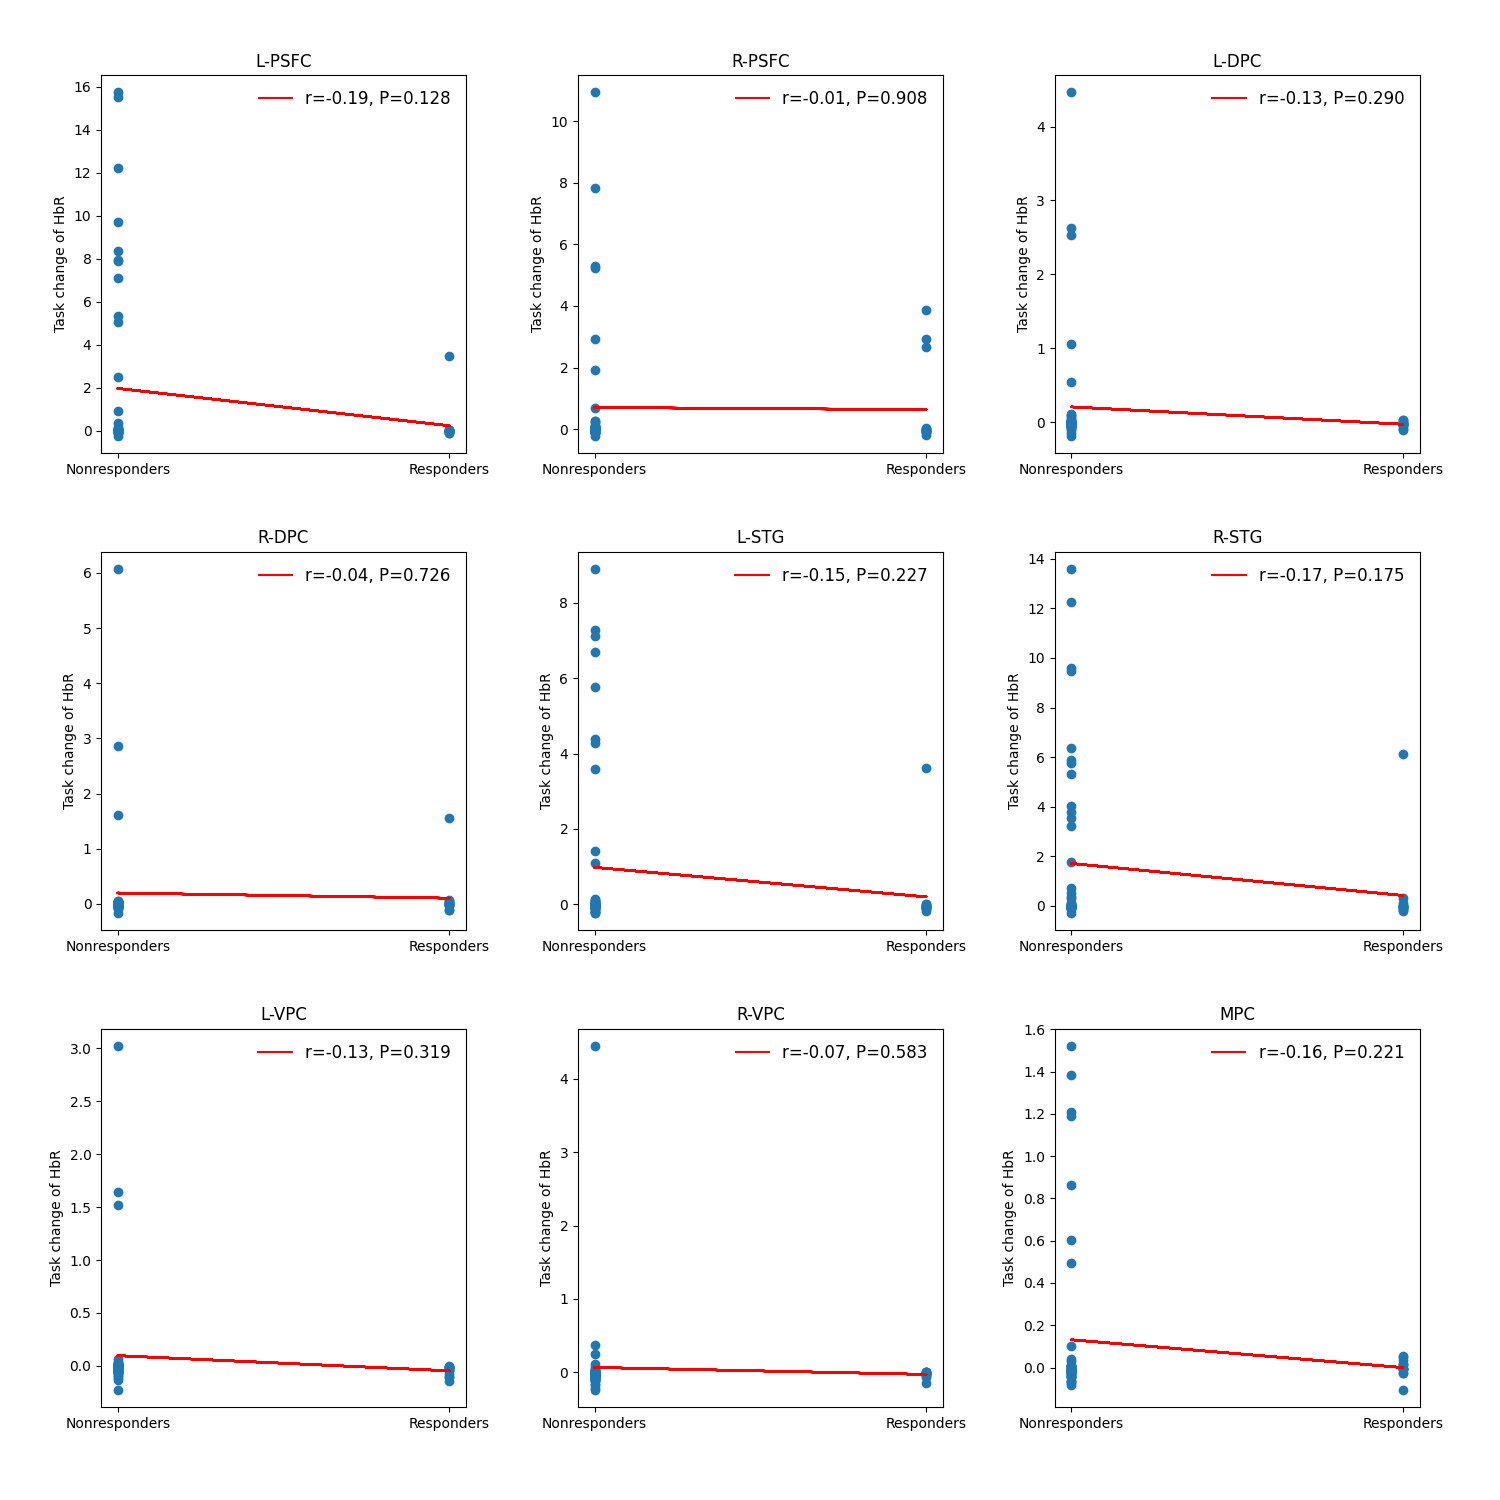 L-PSFC
16
14
12
10
8
6
4
2
0
Task change of HbR
r=-0.19, P=0.128
Nonresponders
Responders
R-PSFC
10
8
6
4
2
0
Task change of HbR
r=-0.01, P=0.908
Nonresponders
Responders
L-DPC
4
3
2
1
0
Task change of HbR
r=-0.13, P=0.290
Nonresponders
Responders
R-DPC
6
5
4
3
2
1
0
Task change of HbR
r=-0.04, P=0.726
Nonresponders
Responders
L-STG
8
6
4
2
0
Task change of HbR
r=-0.15, P=0.227
Nonresponders
Responders
R-STG
14
12
10
8
6
4
2
0
Task change of HbR
r=-0.17, P=0.175
Nonresponders
Responders
L-VPC
3.0
2.5
2.0
1.5
1.0
0.5
0.0
Task change of HbR
r=-0.13, P=0.319
Nonresponders
Responders
R-VPC
4
3
2
1
0
Task change of HbR
r=-0.07, P=0.583
Nonresponders
Responders
MPC
1.6
1.4
1.2
1.0
0.8
0.6
0.4
0.2
0.0
Task change of HbR
r=-0.16, P=0.221
Nonresponders
Responders